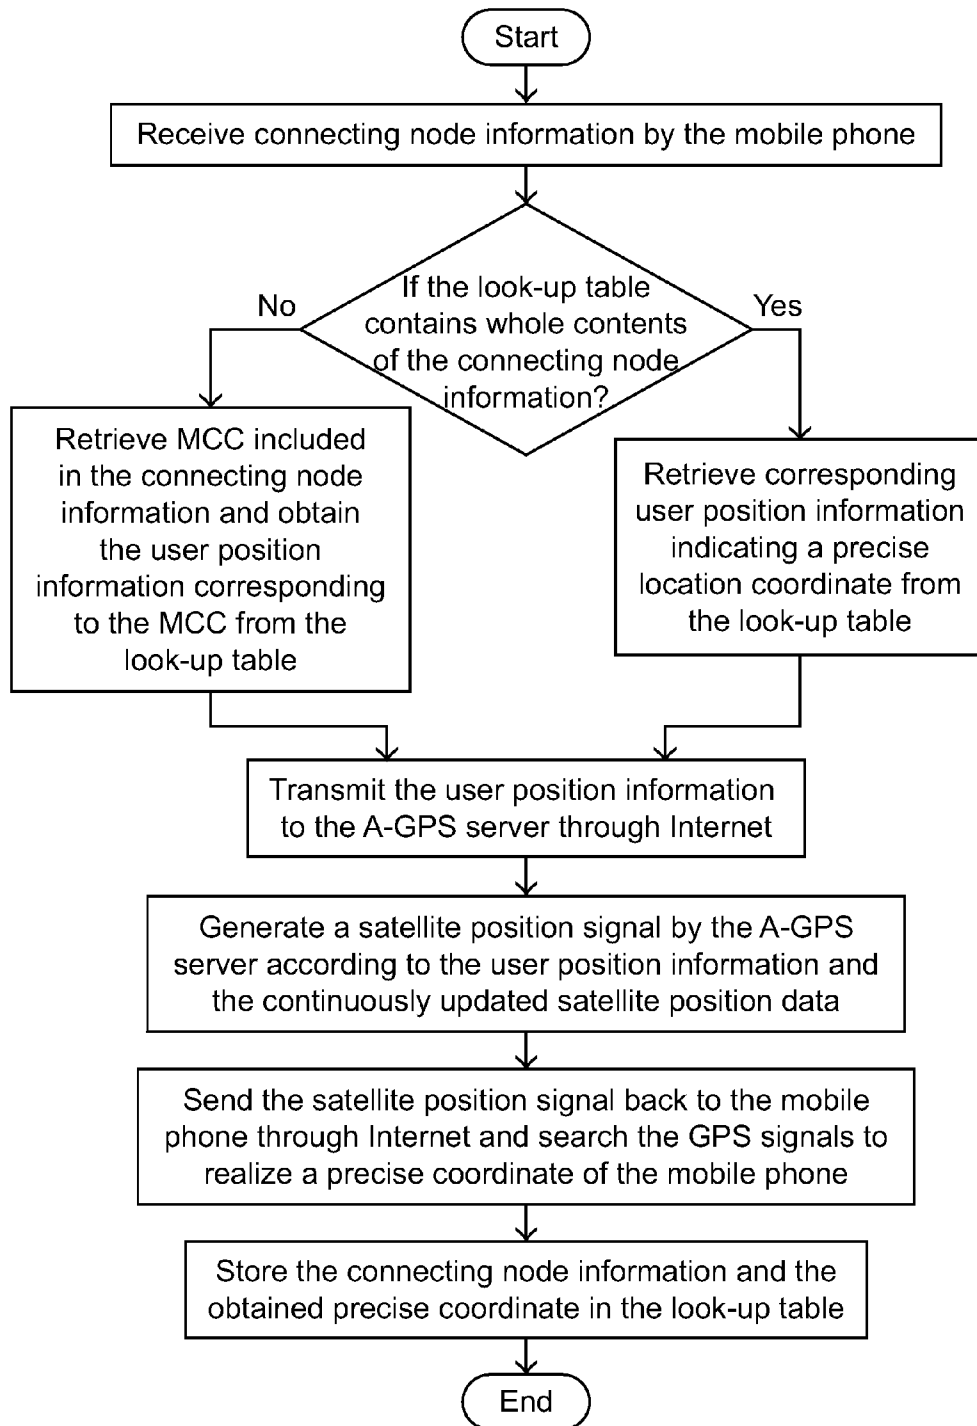 Start
Receive connecting node information by the mobile phone
If the look-up table
contains whole contents
of the connecting node
information?
No
Yes
Retrieve MCC included
in the connecting node
information and obtain
the user position
information corresponding
to the MCC from the
look-up table
Retrieve corresponding
user position information
indicating a precise
location coordinate from
the look-up table
Transmit the user position information
to the A-GPS server through Internet
Generate a satellite position signal by the A-GPS
server according to the user position information and
the continuously updated satellite position data
Send the satellite position signal back to the mobile
phone through Internet and search the GPS signals to
realize a precise coordinate of the mobile phone
Store the connecting node information and the
obtained precise coordinate in the look-up table
End